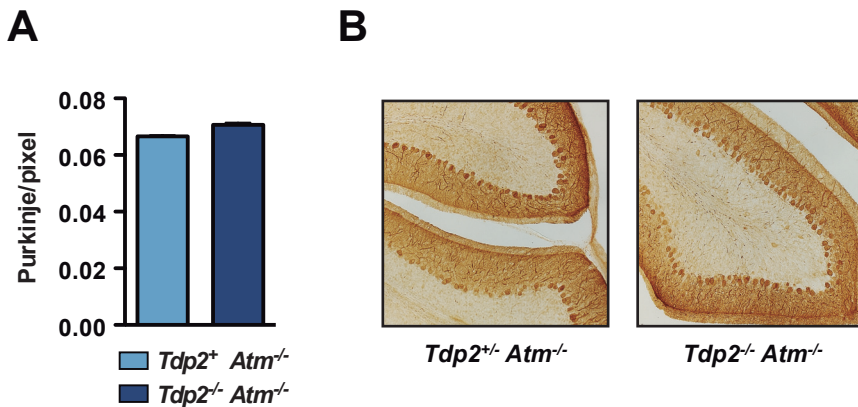 A
B
Purkinje/pixel
0.08
0.06
0.04
0.02
0.00
Tdp2⁺ Atm⁻/⁻
Tdp2⁻/⁻ Atm⁻/⁻
Tdp2⁺/⁻ Atm⁻/⁻
Tdp2⁻/⁻ Atm⁻/⁻